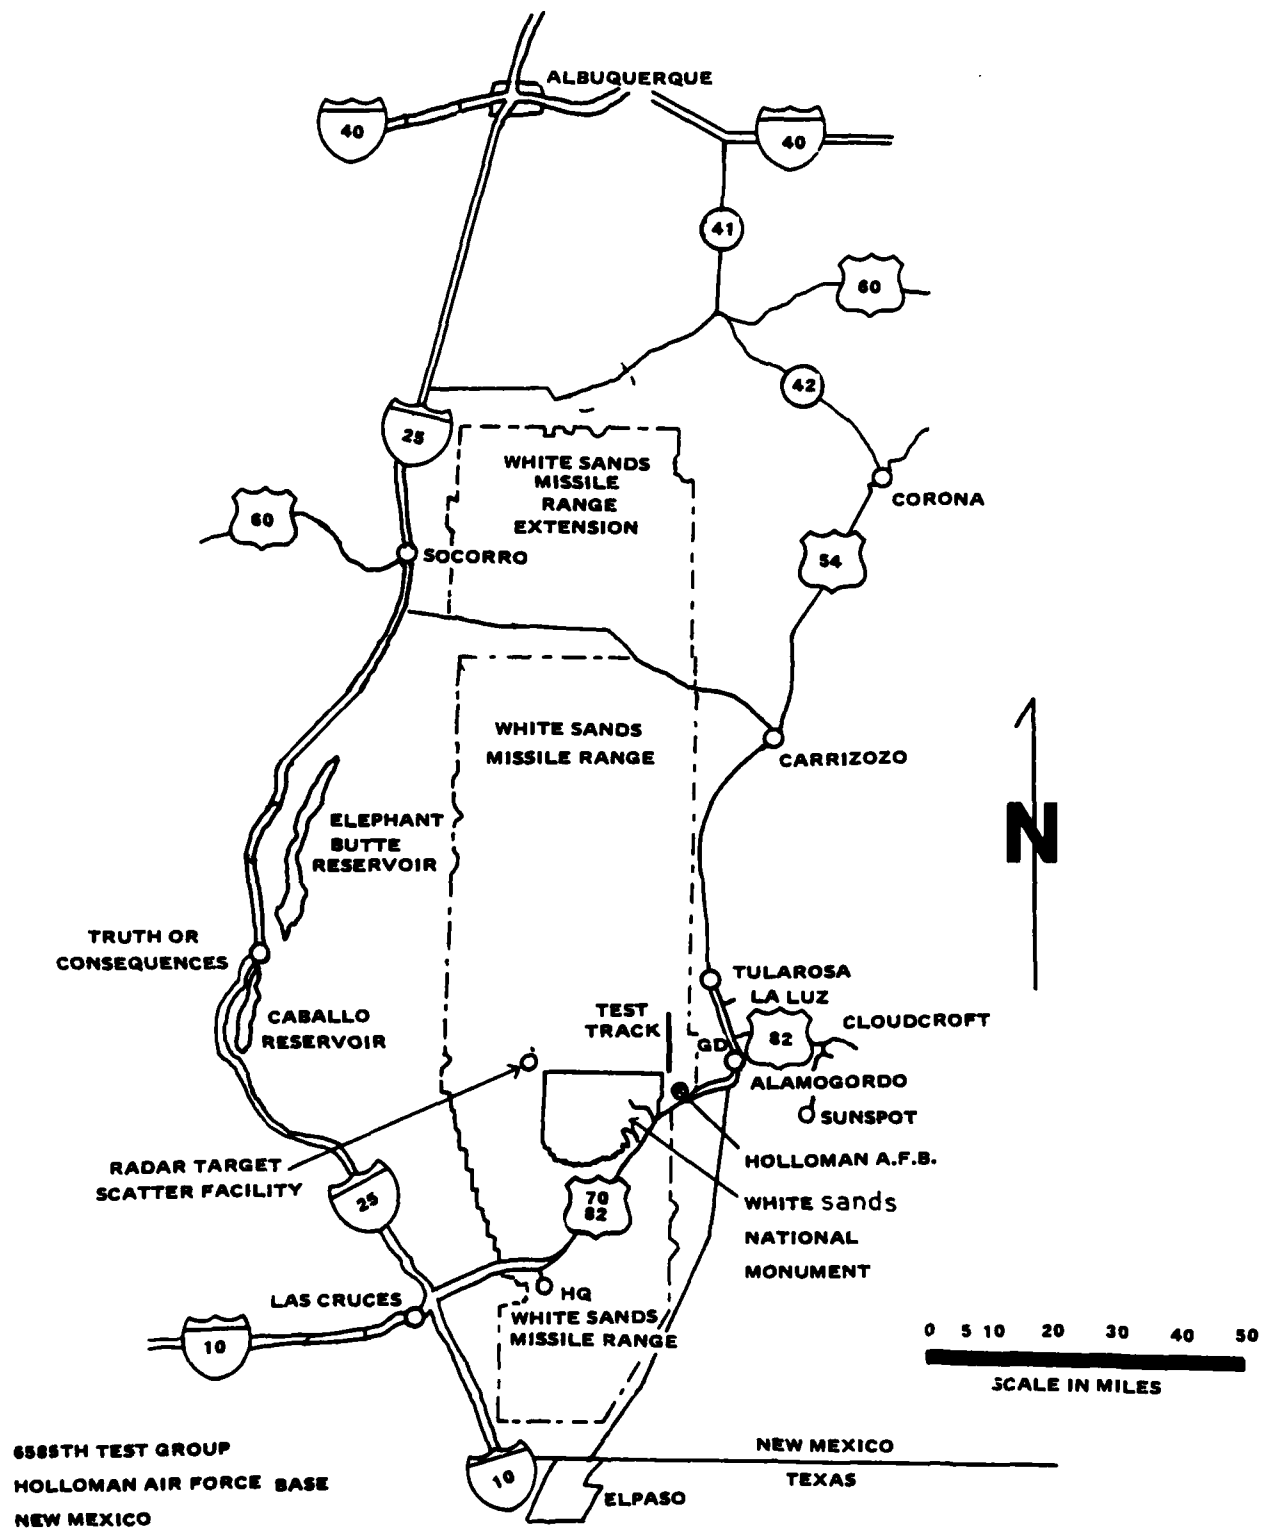 ALBUQUERQUE
40
40
41
60
42
25
WHITE SANDS
MISSILE
RANGE
EXTENSION
CORONA
60
SOCORRO
54
WHITE SANDS
MISSILE RANGE
CARRIZOZO
ELEPHANT
BUTTE
RESERVOIR
N
TRUTH OR
CONSEQUENCES
TULAROSA
LA LUZ
CABALLO
RESERVOIR
TEST
TRACK
GD
82
CLOUDCROFT
ALAMOGORDO
SUNSPOT
RADAR TARGET
SCATTER FACILITY
HOLLOMAN A.F.B.
25
70
82
WHITE sands
NATIONAL
MONUMENT
LAS CRUCES
HQ
WHITE SANDS
MISSILE RANGE
10
0 5 10 20 30 40 50
SCALE IN MILES
6585TH TEST GROUP
HOLLOMAN AIR FORCE BASE
NEW MEXICO
10
NEW MEXICO
TEXAS
ELPASO